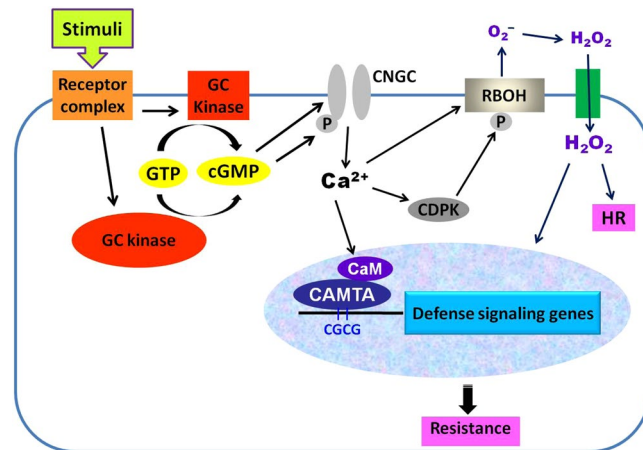 Stimuli
Receptor
complex
GC
Kinase
CNGC
P
RBOH
P
O₂⁻
H₂O₂
H₂O₂
HR
GTP
cGMP
GC kinase
Ca²⁺
CDPK
CaM
CAMTA
CGCG
Defense signaling genes
Resistance